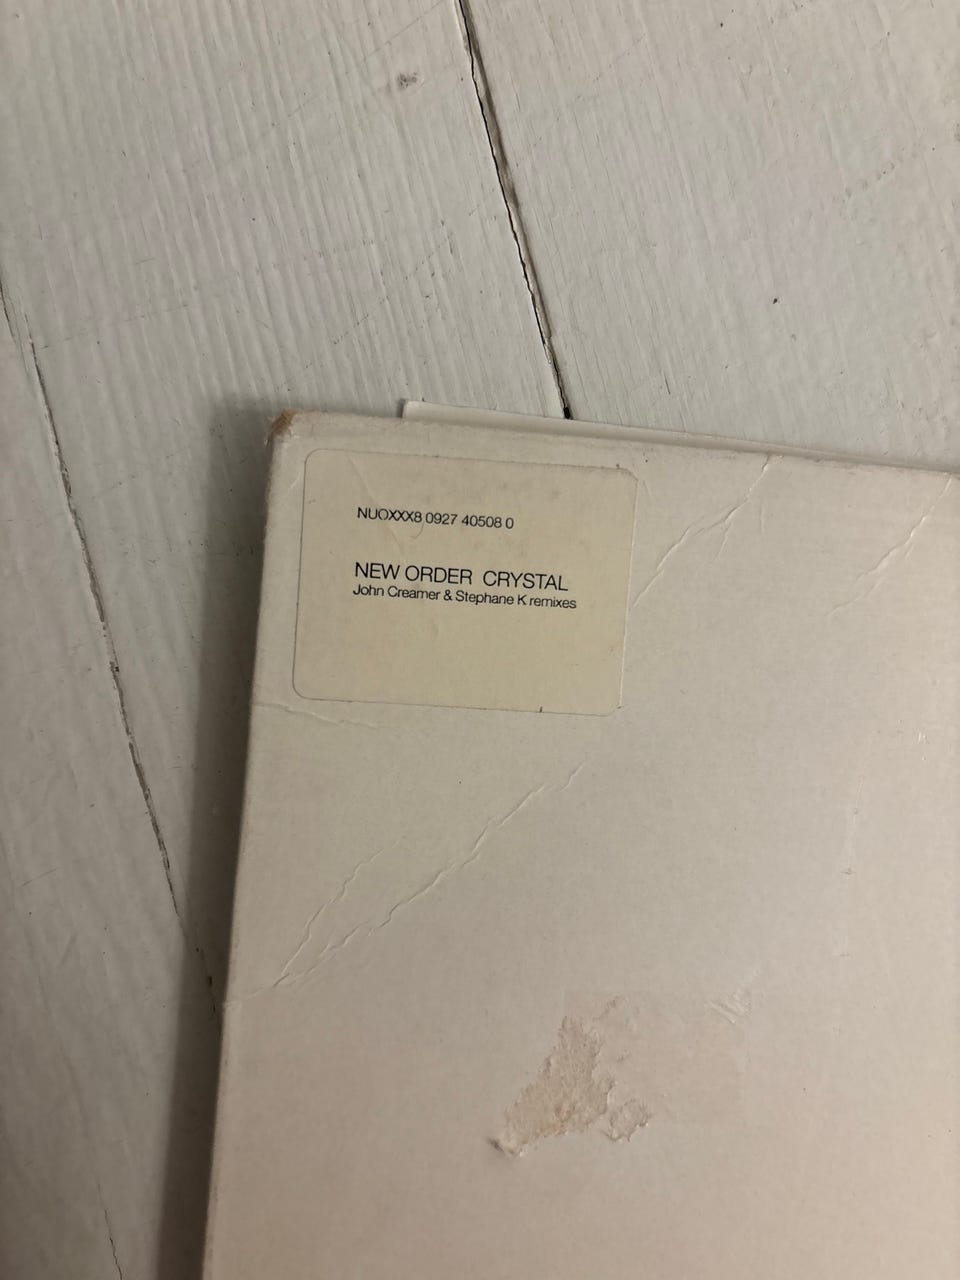 NUOXXX8 0927 40508 0
NEW ORDER CRYSTAL
John Creamer & Stephane K remixes